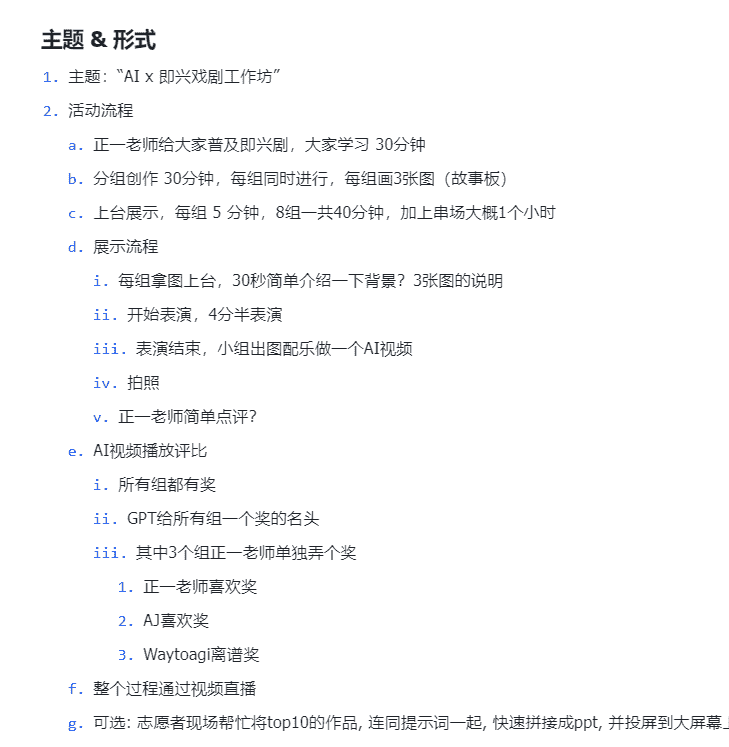 主题 & 形式
1. 主题：“AI x 即兴戏剧工作坊”
2. 活动流程
a. 正一老师给大家普及即兴剧，大家学习 30分钟
b. 分组创作 30分钟，每组同时进行，每组画3张图（故事板）
c. 上台展示，每组 5 分钟，8组一共40分钟，加上串场大概1个小时
d. 展示流程
i. 每组拿图上台，30秒简单介绍一下背景？3张图的说明
ii. 开始表演，4分半表演
iii. 表演结束，小组出图配乐做一个AI视频
iv. 拍照
v. 正一老师简单点评？
e. AI视频播放评比
i. 所有组都有奖
ii. GPT给所有组一个奖的名头
iii. 其中3个组正一老师单独弄个奖
1. 正一老师喜欢奖
2. AJ喜欢奖
3. Waytoagi离谱奖
f. 整个过程通过视频直播
g. 可选: 志愿者现场帮忙将top10的作品, 连同提示词一起, 快速拼接成ppt, 并投屏到大屏幕上